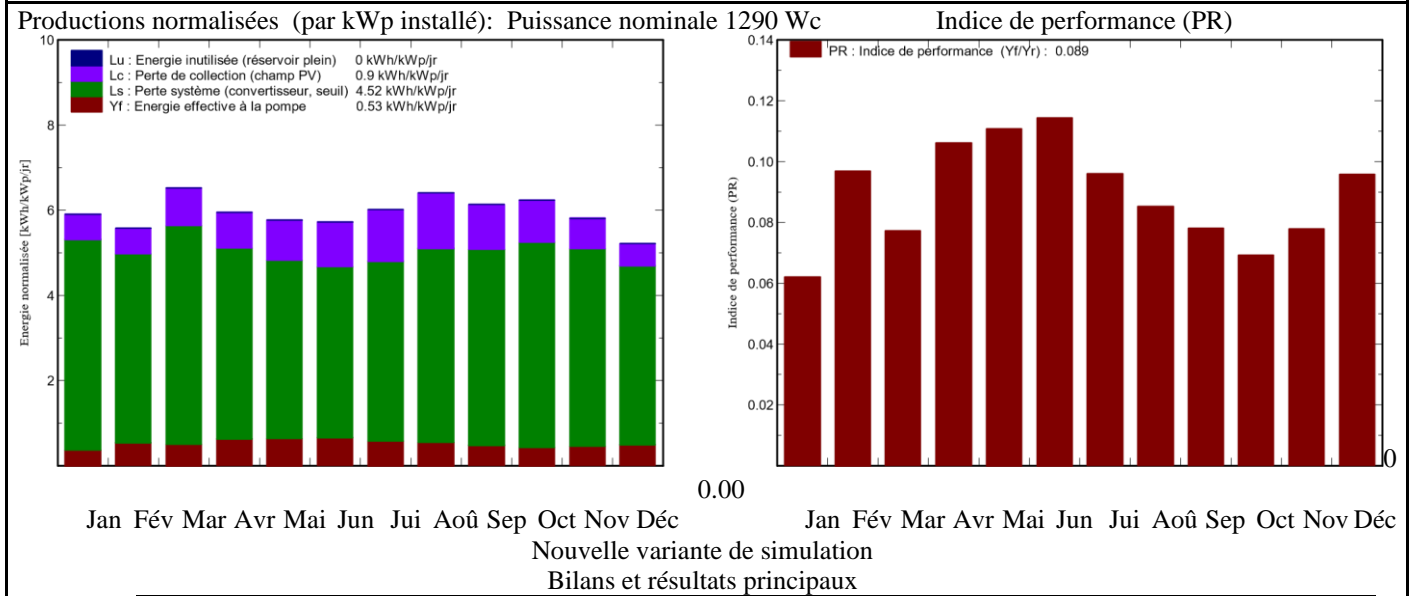 Productions normalisées (par kWp installé): Puissance nominale 1290 Wc
Indice de performance (PR)
10
8
6
4
2
Energie normalisée [kWh/kWp/jr]
Lu : Energie inutilisée (réservoir plein) 0 kWh/kWp/jr
Lc : Perte de collection (champ PV) 0.9 kWh/kWp/jr
Ls : Perte système (convertisseur, seuil) 4.52 kWh/kWp/jr
Yf : Energie effective à la pompe 0.53 kWh/kWp/jr
0.14
0.12
0.10
0.08
0.06
0.04
0.02
Indice de performance (PR)
PR : Indice de performance (Yf/Yr) : 0.089
0
0.00
Jan Fév Mar Avr Mai Jun Jui Aoû Sep Oct Nov Déc
Jan Fév Mar Avr Mai Jun Jui Aoû Sep Oct Nov Déc
Nouvelle variante de simulation
Bilans et résultats principaux